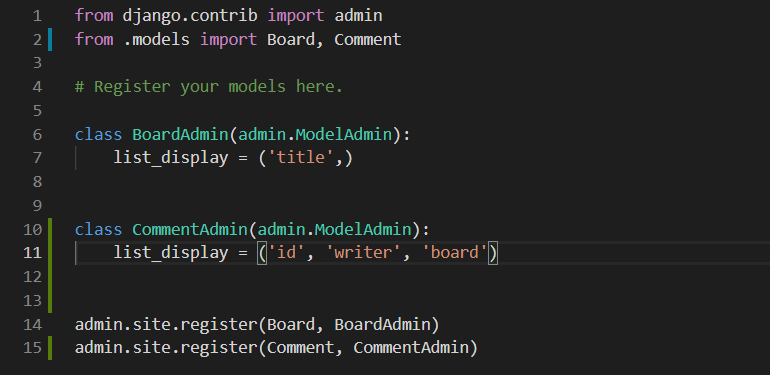 1 from django.contrib import admin
2 from .models import Board, Comment
3
4 # Register your models here.
5
6 class BoardAdmin(admin.ModelAdmin):
7     list_display = ('title',)
8
9
10 class CommentAdmin(admin.ModelAdmin):
11     list_display = ('id', 'writer', 'board')
12
13
14 admin.site.register(Board, BoardAdmin)
15 admin.site.register(Comment, CommentAdmin)